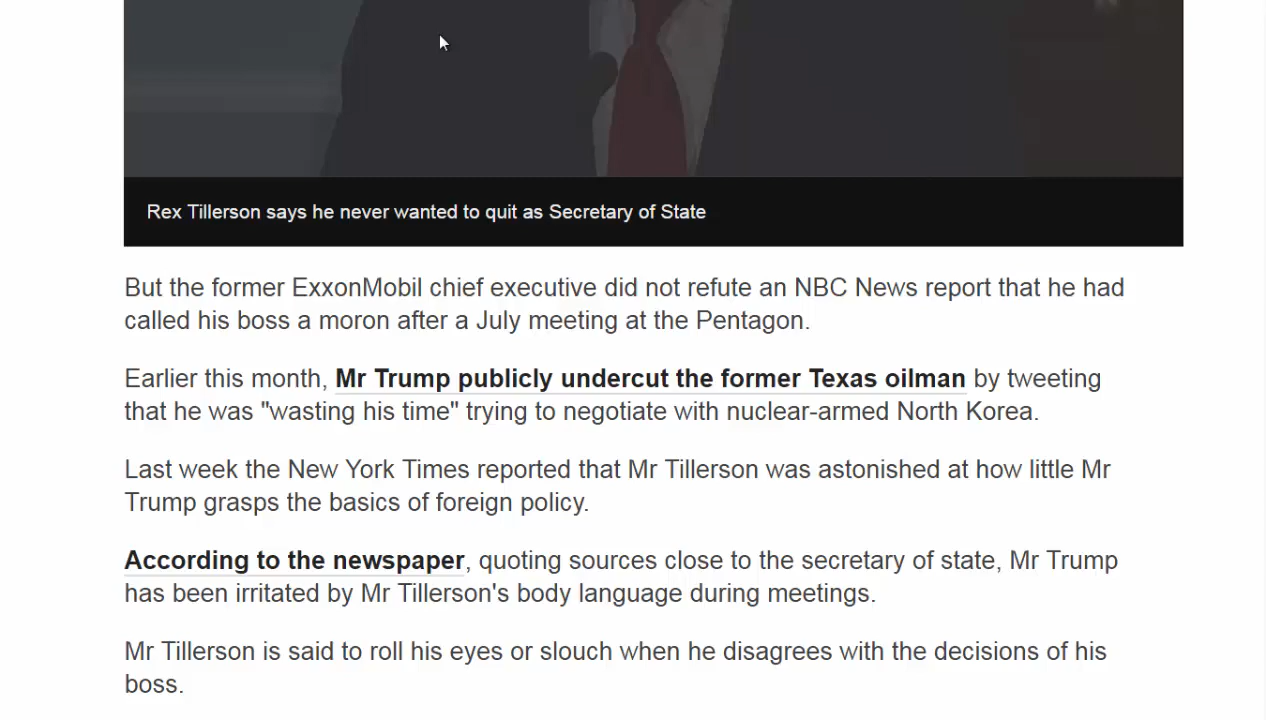 Rex Tillerson says he never wanted to quit as Secretary of State
But the former ExxonMobil chief executive did not refute an NBC News report that he had
called his boss a moron after a July meeting at the Pentagon.
Earlier this month, Mr Trump publicly undercut the former Texas oilman by tweeting
that he was "wasting his time" trying to negotiate with nuclear-armed North Korea.
Last week the New York Times reported that Mr Tillerson was astonished at how little Mr
Trump grasps the basics of foreign policy.
According to the newspaper, quoting sources close to the secretary of state, Mr Trump
has been irritated by Mr Tillerson's body language during meetings.
Mr Tillerson is said to roll his eyes or slouch when he disagrees with the decisions of his
boss.